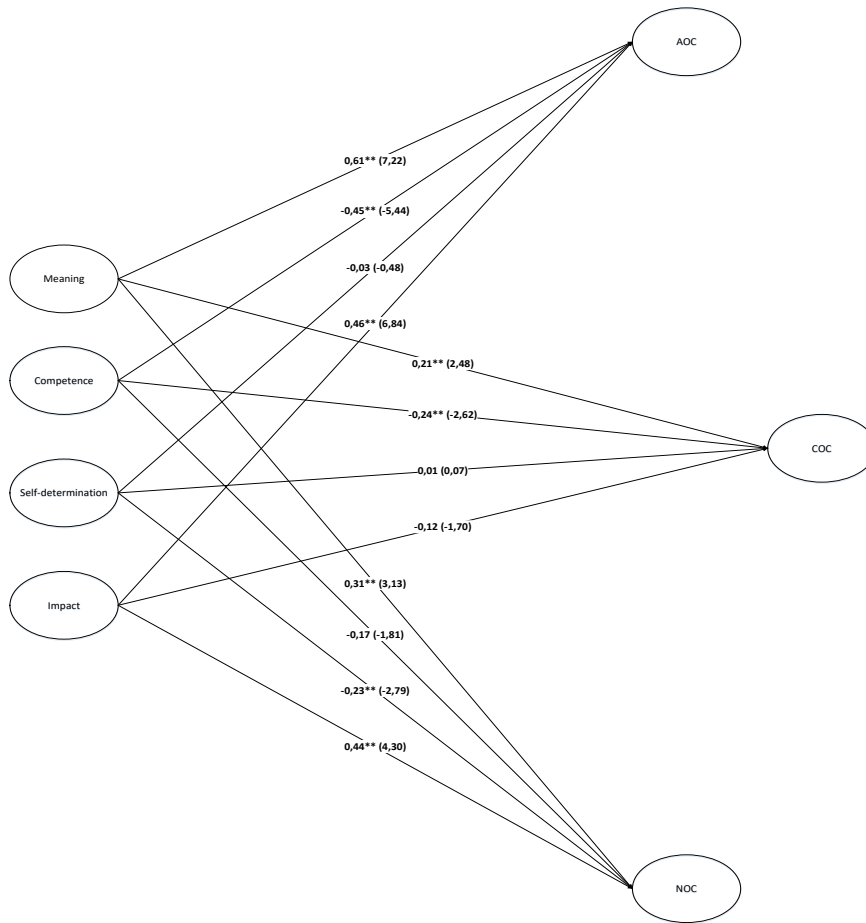 AOC
0,61** (7,22)
-0,45** (-5,44)
-0,03 (-0,48)
Meaning
0,46** (6,84)
0,21** (2,48)
Competence
-0,24** (-2,62)
COC
0,01 (0,07)
Self-determination
-0,12 (-1,70)
0,31** (3,13)
Impact
-0,17 (-1,81)
-0,23** (-2,79)
0,44** (4,30)
NOC